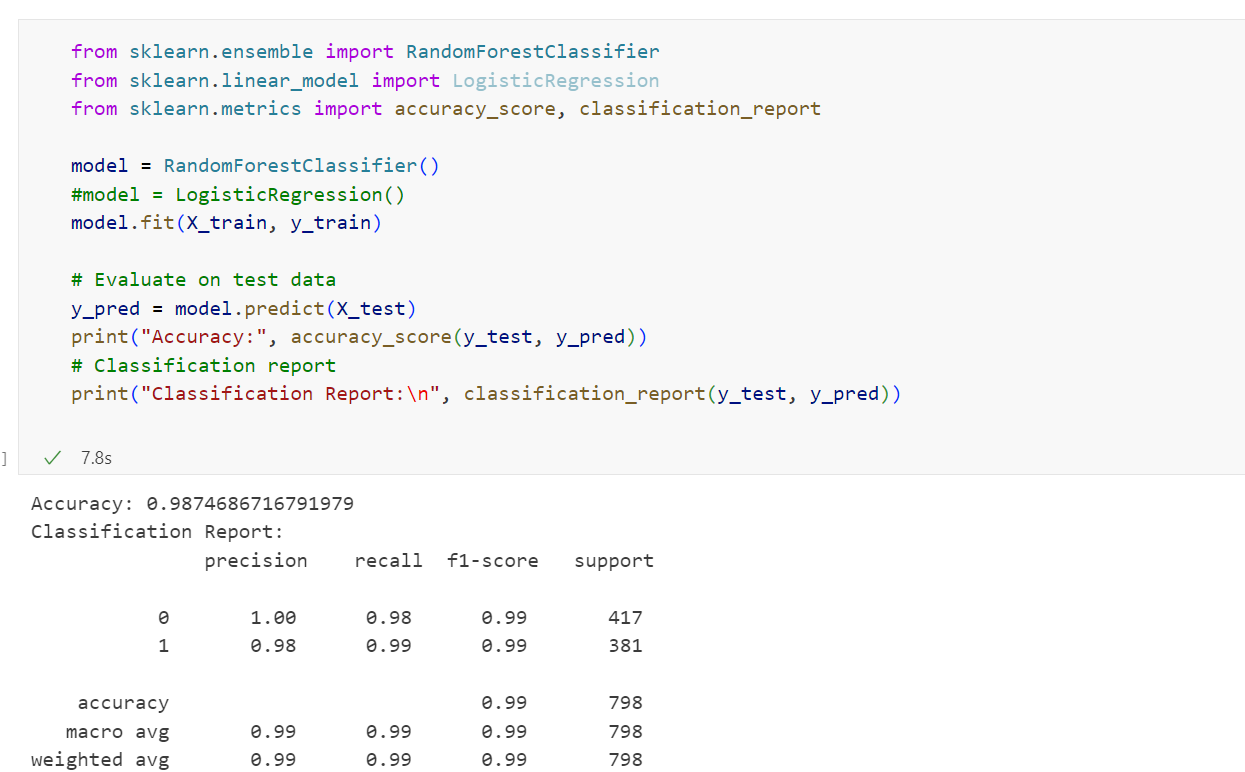 from sklearn.ensemble import RandomForestClassifier
from sklearn.linear_model import LogisticRegression
from sklearn.metrics import accuracy_score, classification_report
model = RandomForestClassifier()
#model = LogisticRegression()
model.fit(X_train, y_train)
# Evaluate on test data
y_pred = model.predict(X_test)
print("Accuracy:", accuracy_score(y_test, y_pred))
# Classification report
print("Classification Report:\n", classification_report(y_test, y_pred))
] ✓ 7.8s
Accuracy: 0.9874686716791979
Classification Report:
precision recall f1-score support
0 1.00 0.98 0.99 417
1 0.98 0.99 0.99 381
accuracy 0.99 798
macro avg 0.99 0.99 0.99 798
weighted avg 0.99 0.99 0.99 798